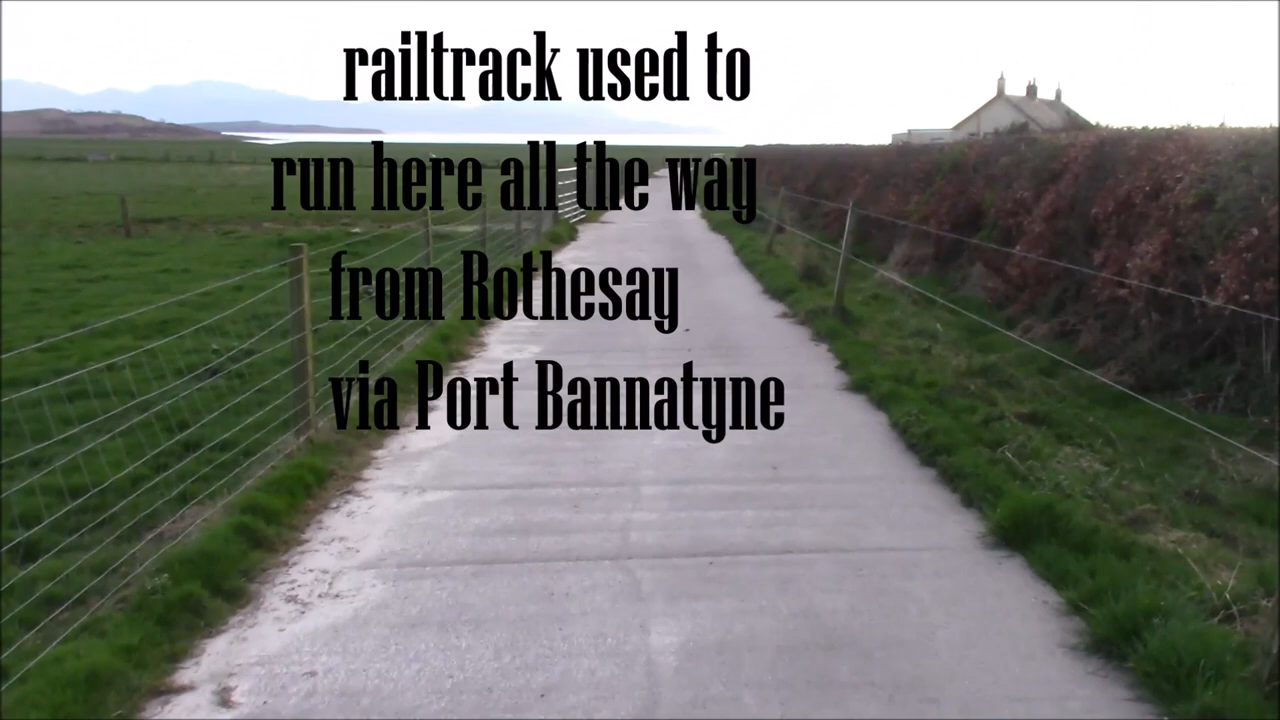 railtrack used to
run here all the way
from Rothesay
via Port Bannatyne